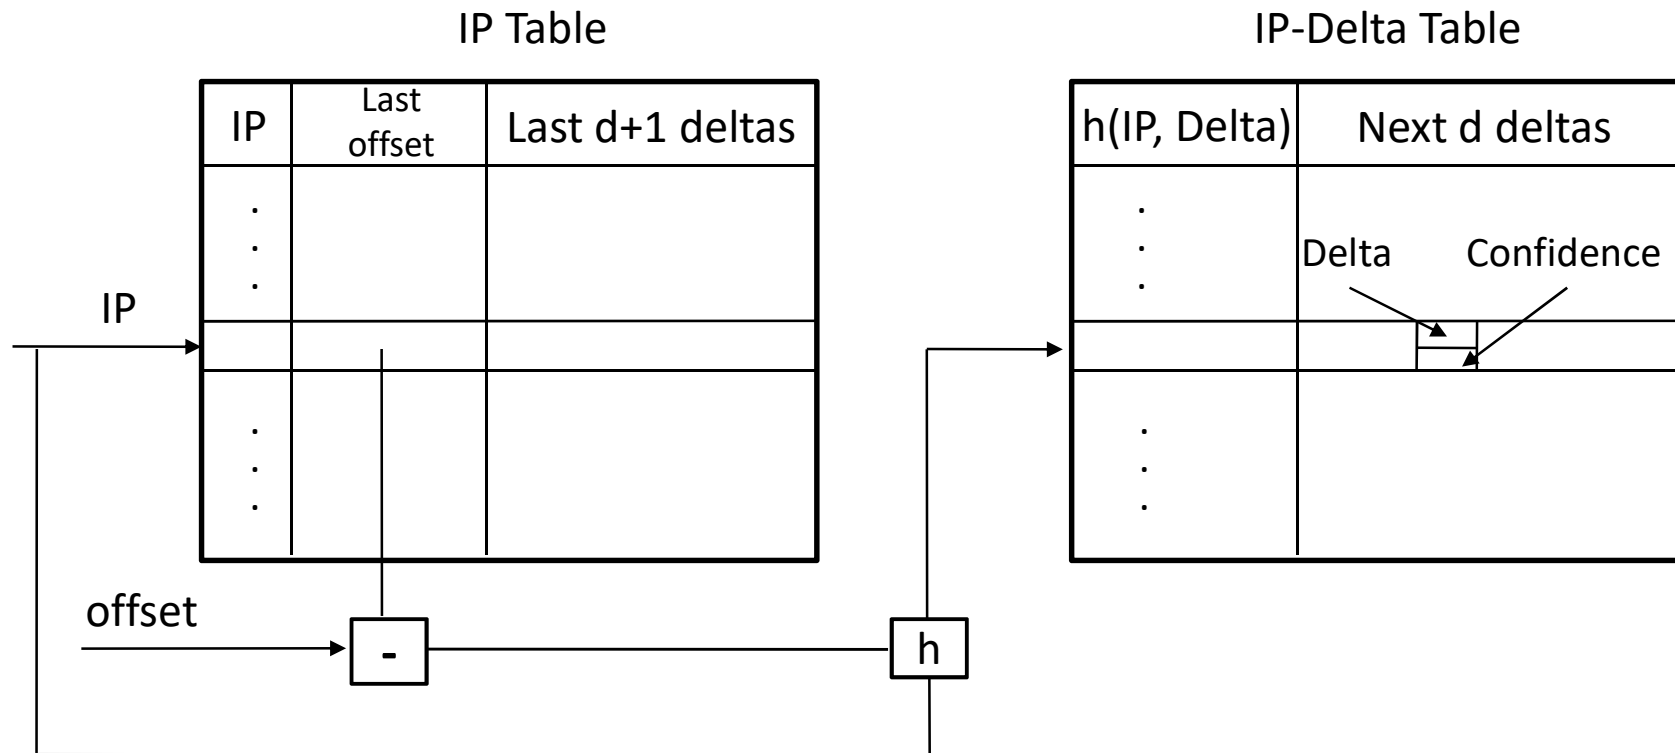 IP Table
IP-Delta Table
IP
Last
offset
Last d+1 deltas
h(IP, Delta)
Next d deltas
.
.
.
.
.
.
Delta
Confidence
IP
.
.
.
.
.
.
offset
-
h